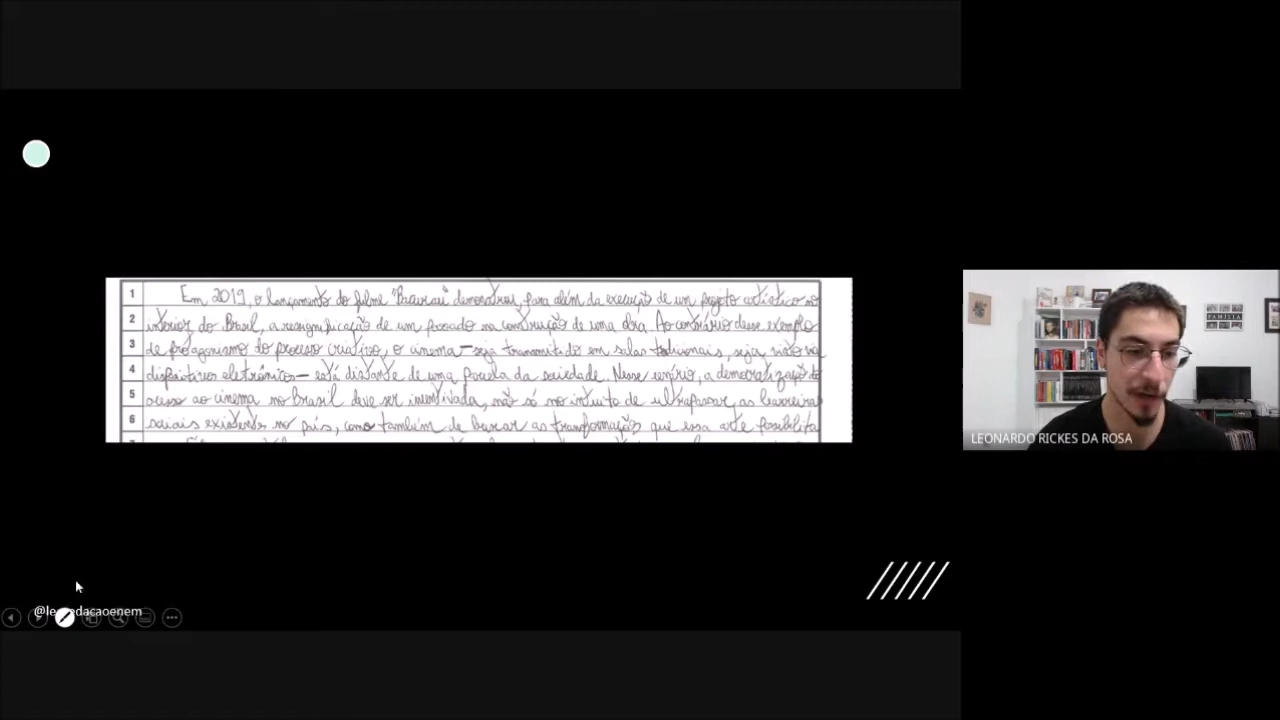 1 Em 2019, o lançamento do filme "Bacurau" demonstrou, para além da execução de um projeto artístico no
2 interior do Brasil, a ressignificação de um passado na construção de uma obra. Ao contrário desse exemplo
3 de protagonismo do processo criativo, o cinema — seja transmitido em salas tradicionais, seja visto via
4 dispositivos eletrônicos — está distante de uma parcela da sociedade. Nesse cenário, a democratização do
5 acesso ao cinema no Brasil deve ser incentivada, não só no intuito de ultrapassar as barreiras
6 sociais existentes no país, como também de buscar as transformações que essa arte possibilita
FAMÍLIA
LEONARDO RICKES DA ROSA